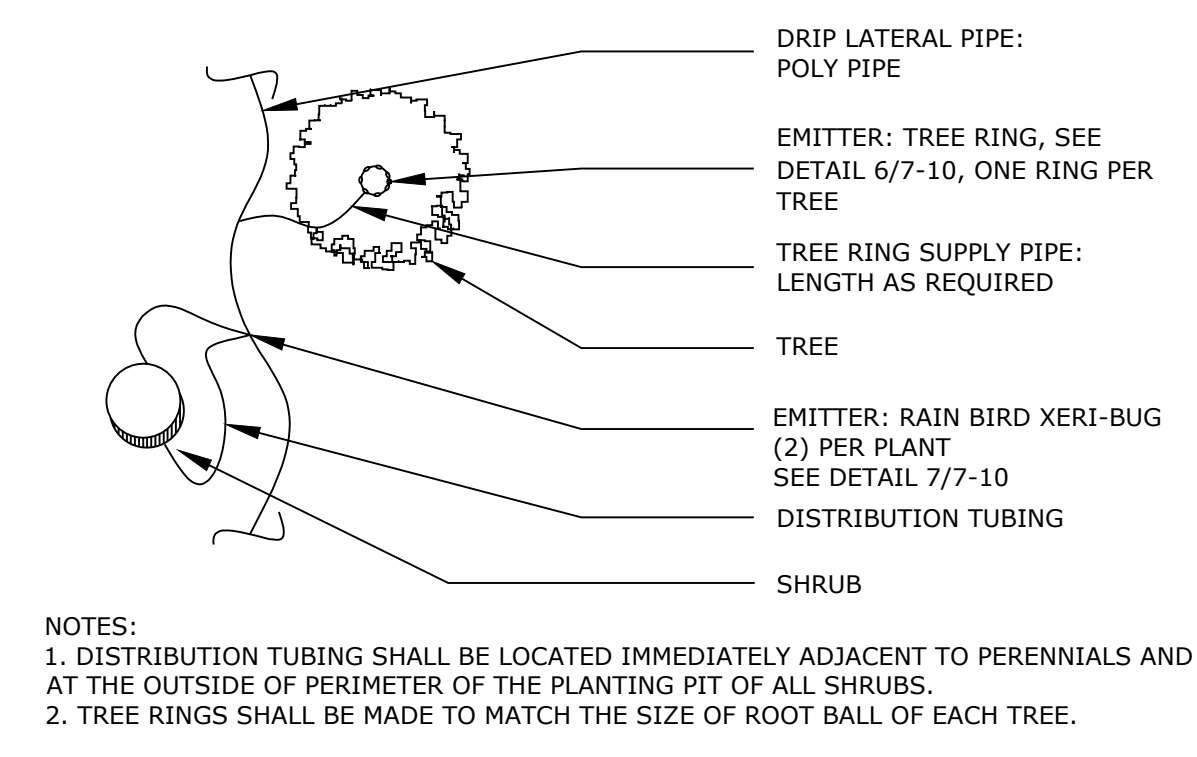 DRIP LATERAL PIPE:
POLY PIPE
EMITTER: TREE RING, SEE
DETAIL 6/7-10, ONE RING PER
TREE
TREE RING SUPPLY PIPE:
LENGTH AS REQUIRED
TREE
EMITTER: RAIN BIRD XERI-BUG
(2) PER PLANT
SEE DETAIL 7/7-10
DISTRIBUTION TUBING
SHRUB
NOTES:
1. DISTRIBUTION TUBING SHALL BE LOCATED IMMEDIATELY ADJACENT TO PERENNIALS AND
AT THE OUTSIDE OF PERIMETER OF THE PLANTING PIT OF ALL SHRUBS.
2. TREE RINGS SHALL BE MADE TO MATCH THE SIZE OF ROOT BALL OF EACH TREE.